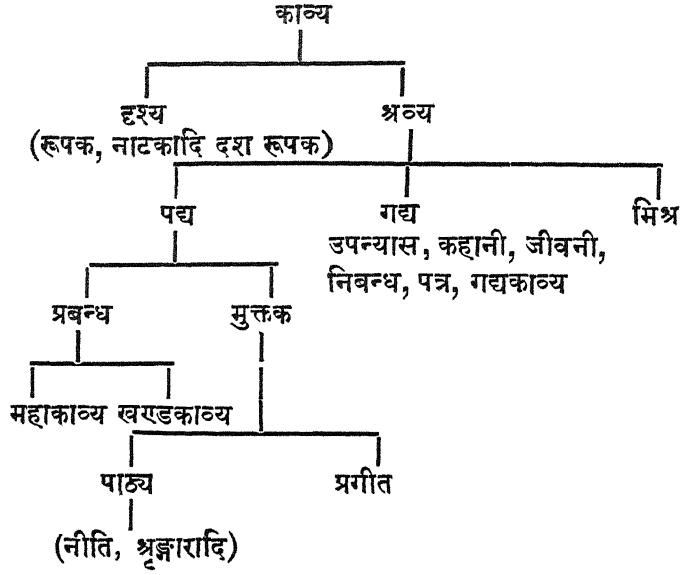 काव्य
दृश्य श्रव्य
(रूपक, नाटकादि दश रूपक)
पद्य गद्य मिश्र
उपन्यास, कहानी, जीवनी,
निबन्ध, पत्र, गद्यकाव्य
प्रबन्ध मुक्तक
महाकाव्य खण्डकाव्य
पाठ्य प्रगीत
(नीति, श्रृङ्गारादि)